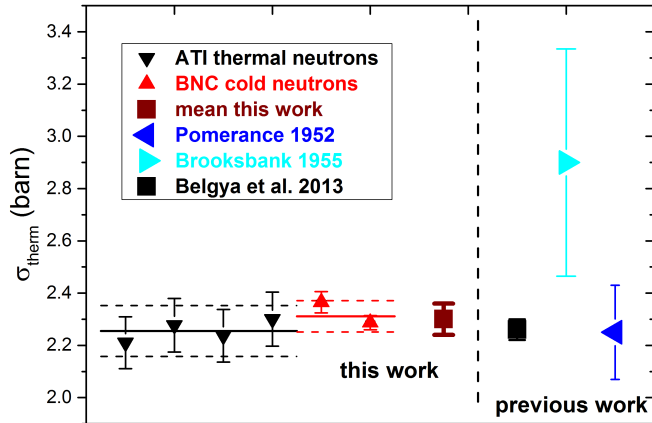 3.4
3.2
3.0
2.8
2.6
2.4
2.2
2.0
σtherm (barn)
ATI thermal neutrons
BNC cold neutrons
mean this work
Pomerance 1952
Brooksbank 1955
Belgya et al. 2013
this work
previous work